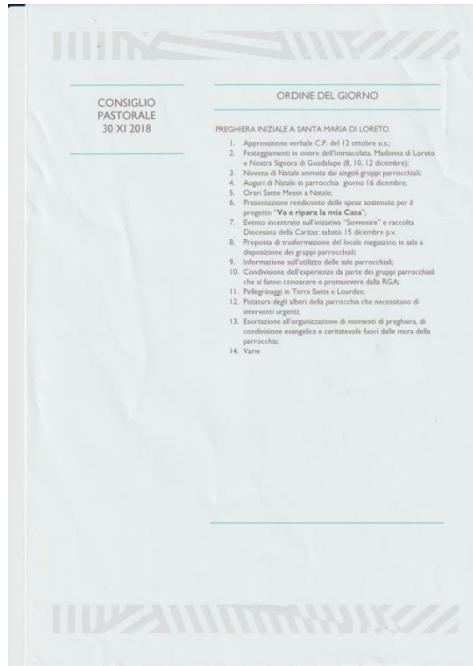 CONSIGLIO
PASTORALE
30 XI 2018
ORDINE DEL GIORNO
PREGHIERA INIZIALE A SANTA MARIA DI LORETO
1. Approvazione verbale C.P. del 12 ottobre u.s.;
2. Festeggiamenti in onore dell'Immacolata, Madonna di Loreto
e Nostra Signora di Guadalupe (8, 10, 12 dicembre);
3. Novena di Natale animata dai singoli gruppi parrocchiali;
4. Auguri di Natale in parrocchia giorno 16 dicembre;
5. Orari Sante Messe a Natale;
6. Presentazione rendiconto delle spese sostenute per il
progetto "Va e ripara la mia Casa";
7. Evento incentrato sull'iniziativa "Sovvenire" e raccolta
Diocesana della Caritas: sabato 15 dicembre p.v.
8. Proposta di trasformazione del locale magazzino in sala a
disposizione dei gruppi parrocchiali;
9. Informazione sull'utilizzo delle sale parrocchiali;
10. Condivisione dell'esperienze da parte dei gruppi parrocchiali
che si fanno conoscere e promuovere dalla RGA;
11. Pellegrinaggi in Terra Santa e Lourdes;
12. Potatura degli alberi della parrocchia che necessitano di
interventi urgenti;
13. Esortazione all'organizzazione di momenti di preghiera, di
condivisione evangelica e caritatevole fuori dalle mura della
parrocchia;
14. Varie